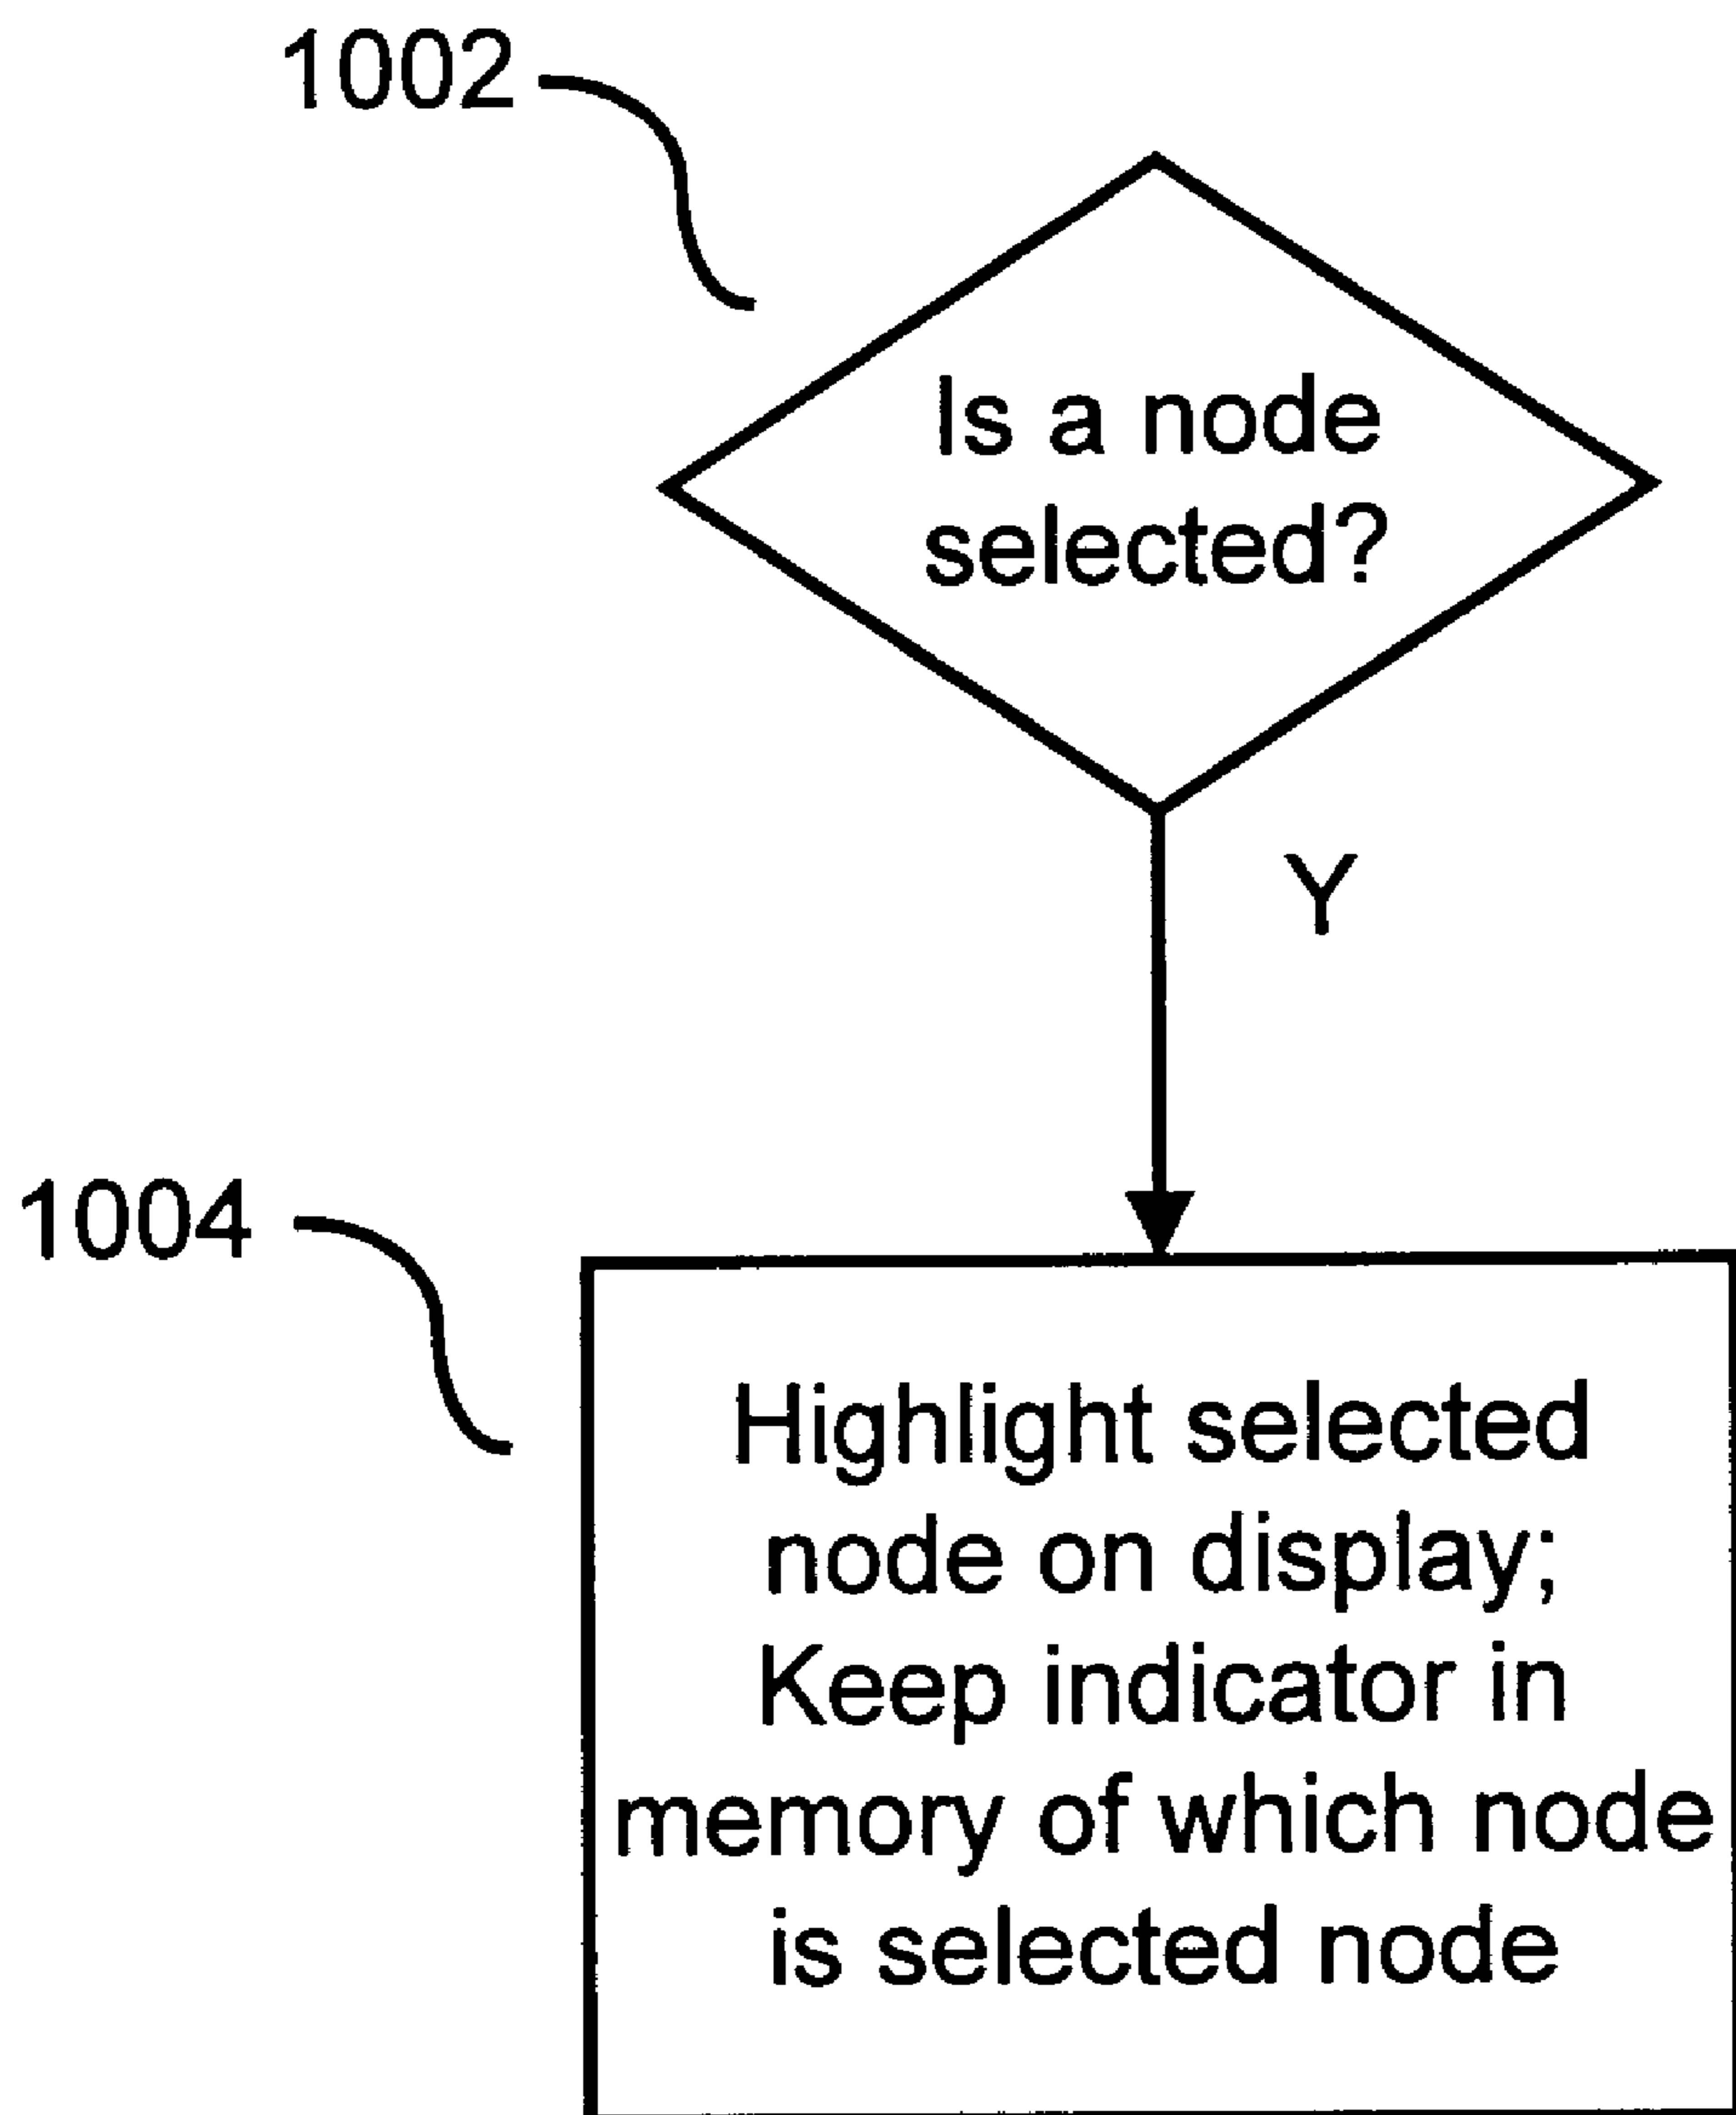 1002
Is a node
selected?
Y
1004
Highlight selected
node on display;
Keep indicator in
memory of which node
is selected node